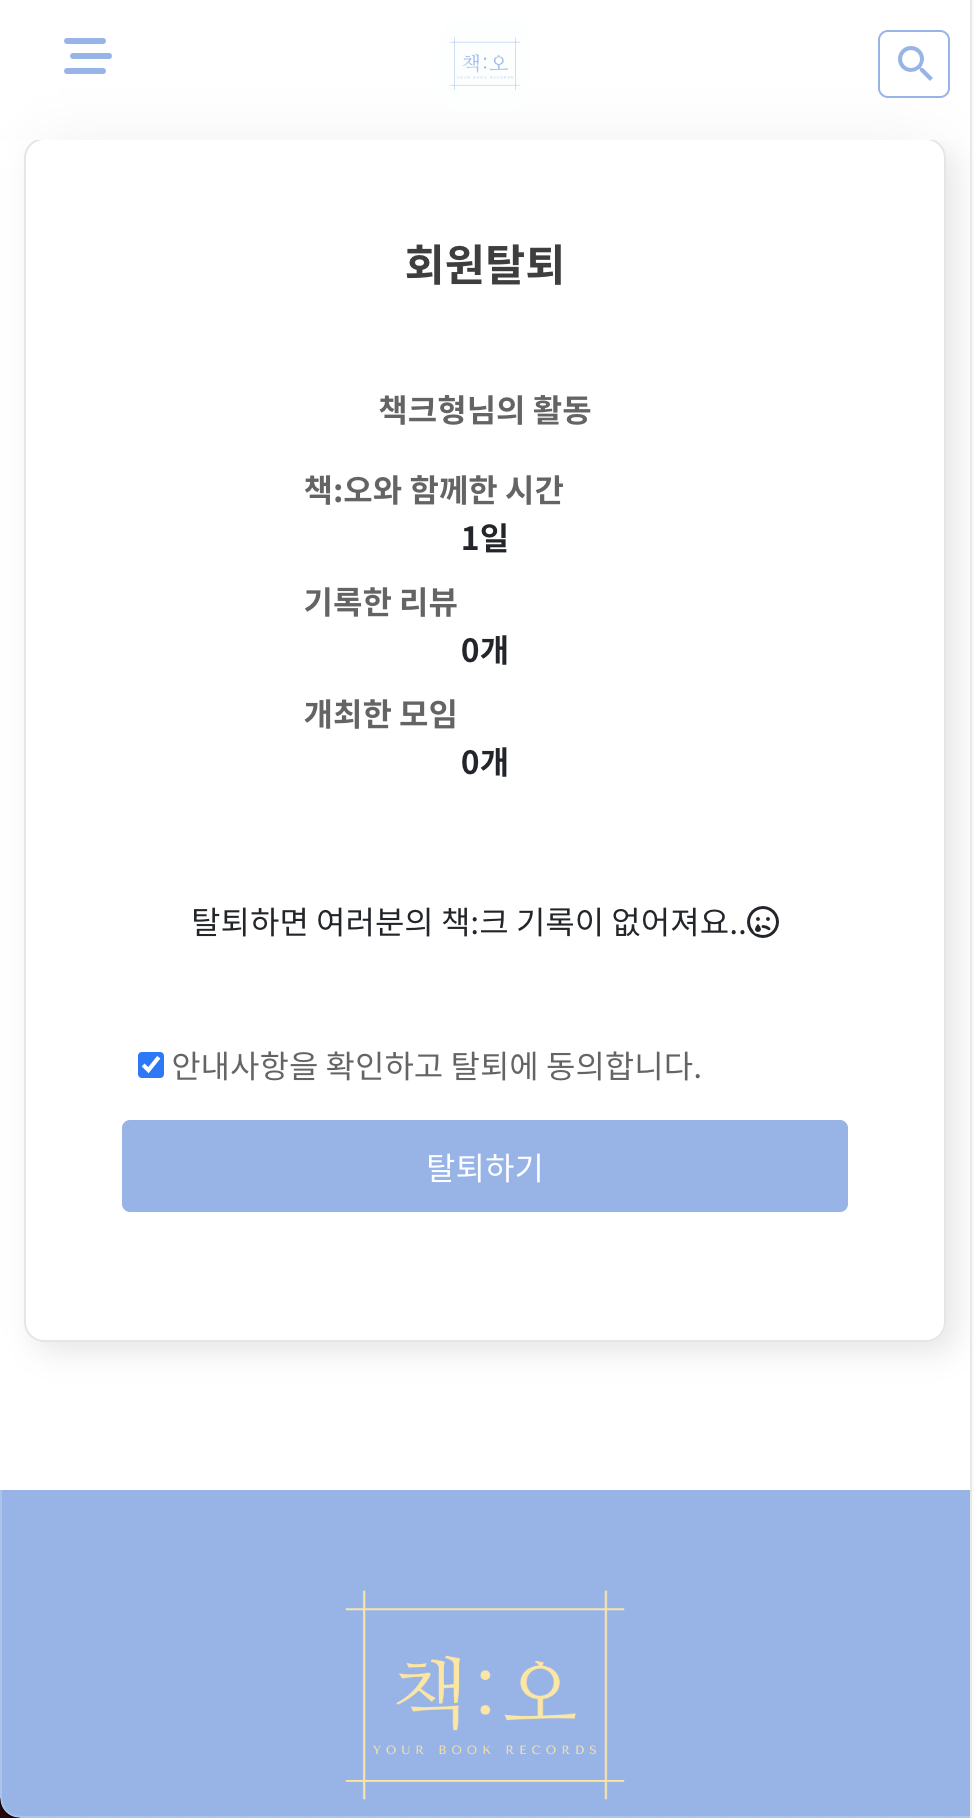 책:오
YOUR BOOK RECORDS
회원탈퇴
책크형님의 활동
책:오와 함께한 시간
1일
기록한 리뷰
0개
개최한 모임
0개
탈퇴하면 여러분의 책:크 기록이 없어져요..
안내사항을 확인하고 탈퇴에 동의합니다.
탈퇴하기
책:오
YOUR BOOK RECORDS